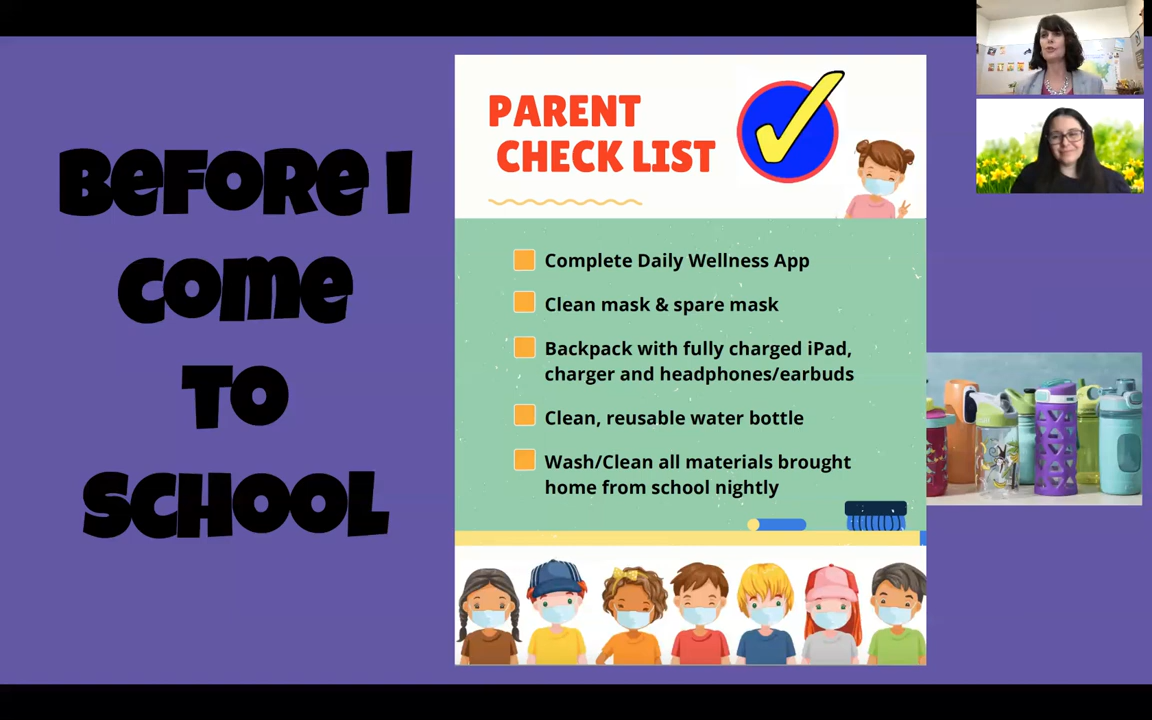 BEFORE I
COME
TO
SCHOOL
PARENT
CHECK LIST
Complete Daily Wellness App
Clean mask & spare mask
Backpack with fully charged iPad,
charger and headphones/earbuds
Clean, reusable water bottle
Wash/Clean all materials brought
home from school nightly